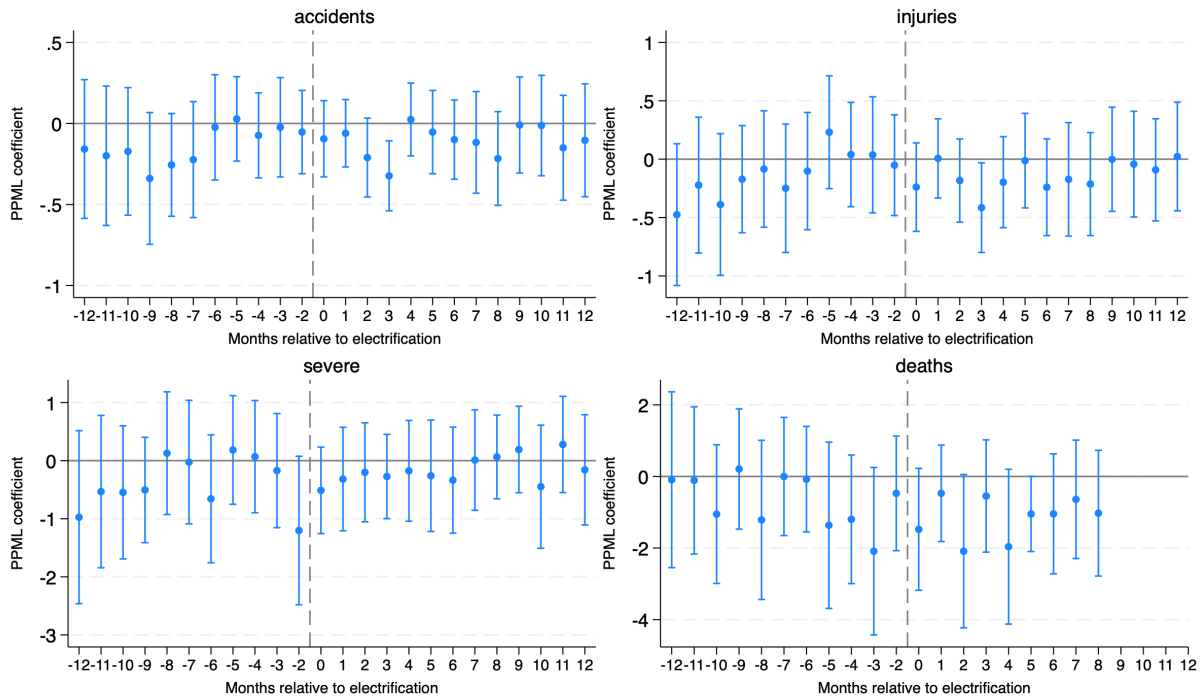 accidents
PPML coefficient
.5
0
-.5
-1
-12 -11 -10 -9 -8 -7 -6 -5 -4 -3 -2 0 1 2 3 4 5 6 7 8 9 10 11 12
Months relative to electrification
injuries
PPML coefficient
1
.5
0
-.5
-1
-12 -11 -10 -9 -8 -7 -6 -5 -4 -3 -2 0 1 2 3 4 5 6 7 8 9 10 11 12
Months relative to electrification
severe
PPML coefficient
1
0
-1
-2
-3
-12 -11 -10 -9 -8 -7 -6 -5 -4 -3 -2 0 1 2 3 4 5 6 7 8 9 10 11 12
Months relative to electrification
deaths
PPML coefficient
2
0
-2
-4
-12 -11 -10 -9 -8 -7 -6 -5 -4 -3 -2 0 1 2 3 4 5 6 7 8 9 10 11 12
Months relative to electrification